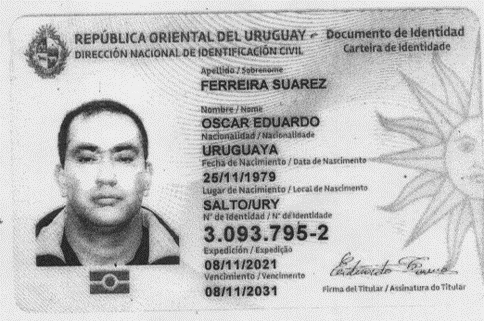 REPÚBLICA ORIENTAL DEL URUGUAY
Documento de Identidad
DIRECCIÓN NACIONAL DE IDENTIFICACIÓN CIVIL
Carteira de Identidade
Apellido / Sobrenome
FERREIRA SUAREZ
Nombre / Nome
OSCAR EDUARDO
Nacionalidad / Nacionalidade
URUGUAYA
Fecha de Nacimiento / Data de Nascimento
25/11/1979
Lugar de Nacimiento / Local de Nascimento
SALTO/URY
N° de Identidad / N° de Identidade
3.093.795-2
Expedición / Expedição
08/11/2021
Vencimiento / Vencimento
08/11/2031
Firma del Titular / Assinatura do Titular